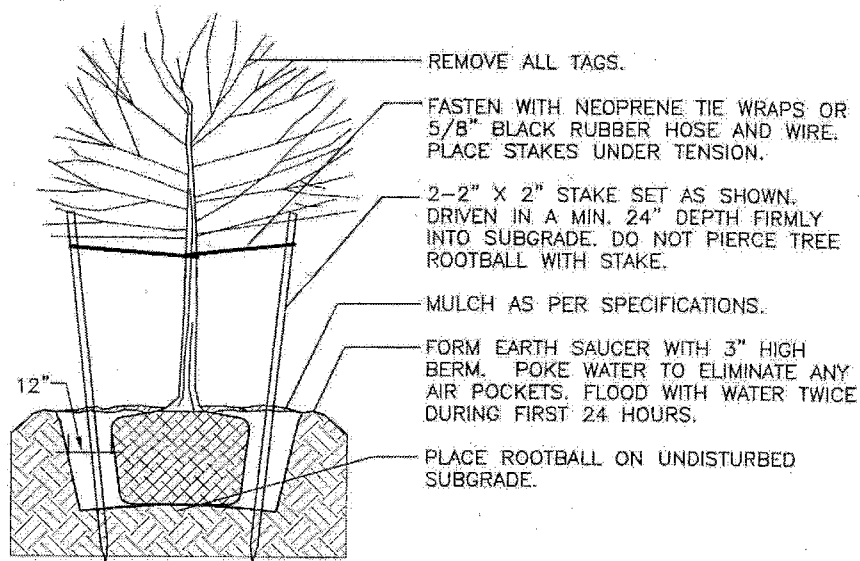 REMOVE ALL TAGS.
FASTEN WITH NEOPRENE TIE WRAPS OR
5/8" BLACK RUBBER HOSE AND WIRE.
PLACE STAKES UNDER TENSION.
2-2" X 2" STAKE SET AS SHOWN.
DRIVEN IN A MIN. 24" DEPTH FIRMLY
INTO SUBGRADE. DO NOT PIERCE TREE
ROOTBALL WITH STAKE.
MULCH AS PER SPECIFICATIONS.
FORM EARTH SAUCER WITH 3" HIGH
BERM. POKE WATER TO ELIMINATE ANY
AIR POCKETS. FLOOD WITH WATER TWICE
DURING FIRST 24 HOURS.
12"
PLACE ROOTBALL ON UNDISTURBED
SUBGRADE.